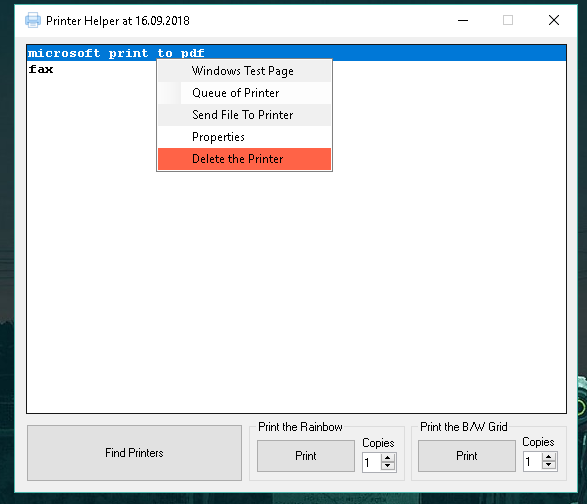 Printer Helper at 16.09.2018
microsoft print to pdf
fax
Windows Test Page
Queue of Printer
Send File To Printer
Properties
Delete the Printer
Find Printers
Print the Rainbow
Print
Copies
1
Print the B/W Grid
Print
Copies
1